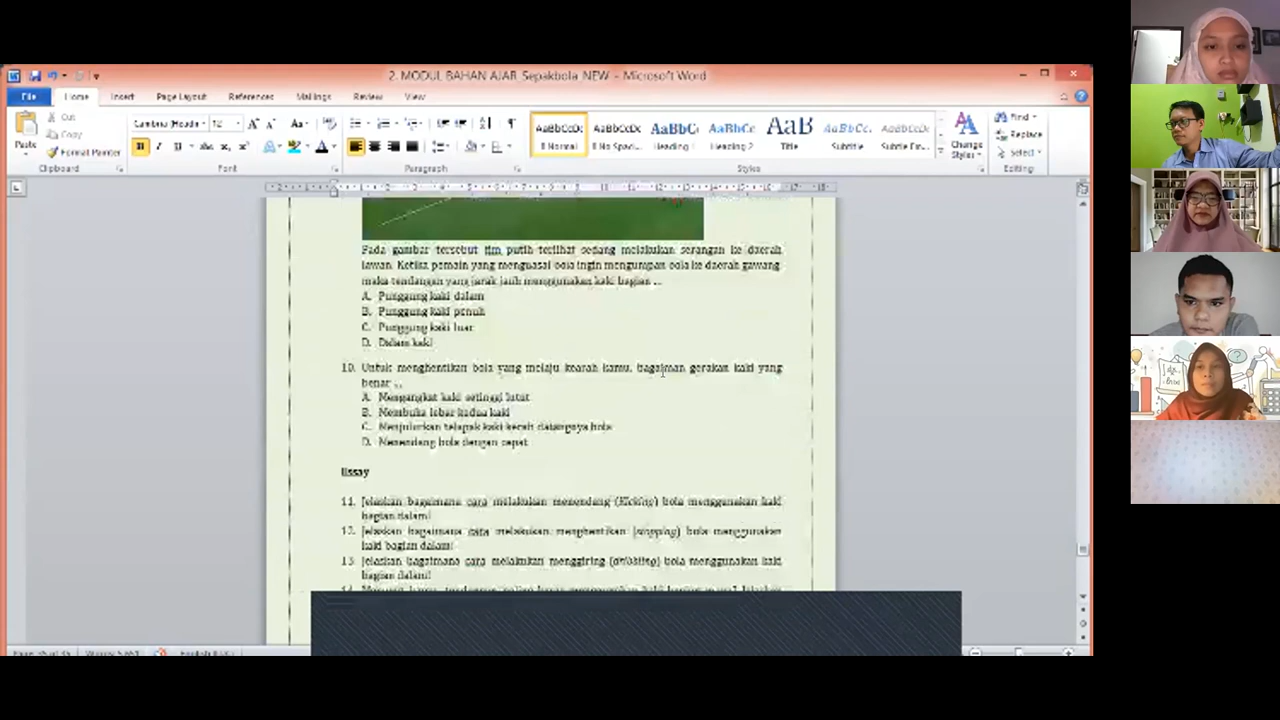 2. MODUL BAHAN AJAR Sepakbola NEW - Microsoft Word
File Home Insert Page Layout References Mailings Review View
Cut
Copy
Format Painter
Paste
Cambria (Headin 12
Find
Replace
Select
AaBbCcDc AaBbCcDc AaBbC AaBbCc AaB AaBbCcDc AaBbCcDc
¶ Normal ¶ No Spaci... Heading 1 Heading 2 Title Subtitle Subtle Em...
Change Styles
Clipboard Font Paragraph Styles Editing
Pada gambar tersebut tim putih terlihat sedang melakukan serangan ke daerah
lawan. Ketika pemain yang menguasai bola ingin mengumpan bola ke daerah gawang,
maka tendangan yang jarak jauh menggunakan kaki bagian ...
A. Punggung kaki dalam
B. Punggung kaki penuh
C. Punggung kaki luar
D. Dalam kaki
10. Untuk menghentikan bola yang melaju kearah kamu, bagaiman gerakan kaki yang
benar ...
A. Mengangkat kaki setinggi lutut
B. Membuka lebar kedua kaki
C. Menjulurkan telapak kaki kerah datangnya bola
D. Menendang bola dengan cepat
Essay
11. Jelaskan bagaimana cara melakukan menendang (Kicking) bola menggunakan kaki
bagian dalam!
12. Jelaskan bagaimana cara melakukan menghentikan (stopping) bola menggunakan
kaki bagian dalam!
13. Jelaskan bagaimana cara melakukan menggiring (dribbling) bola menggunakan kaki
bagian dalam!